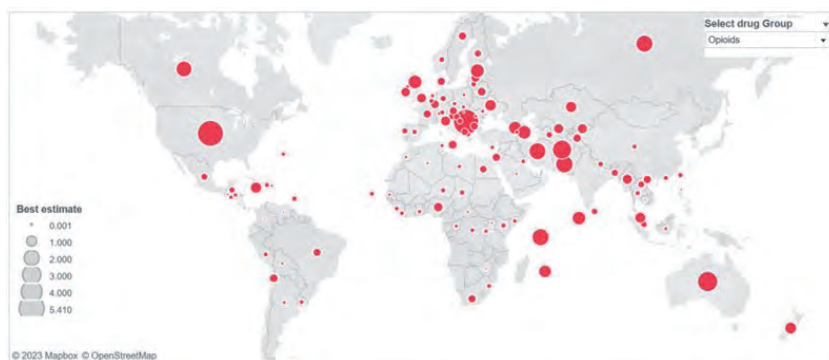 Select drug Group
Opioids
Best estimate
0.001
1.000
2.000
3.000
4.000
5.410
© 2023 Mapbox © OpenStreetMap